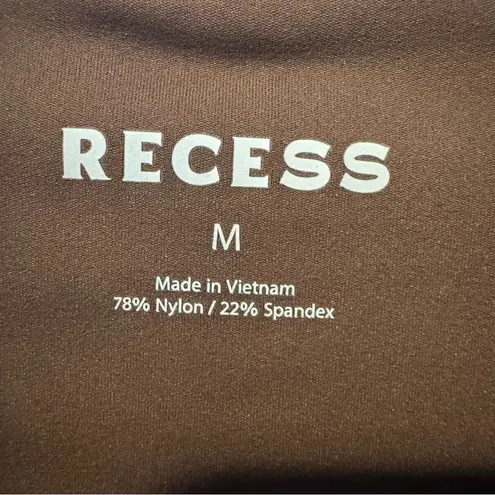 RECESS
M
Made in Vietnam
78% Nylon / 22% Spandex